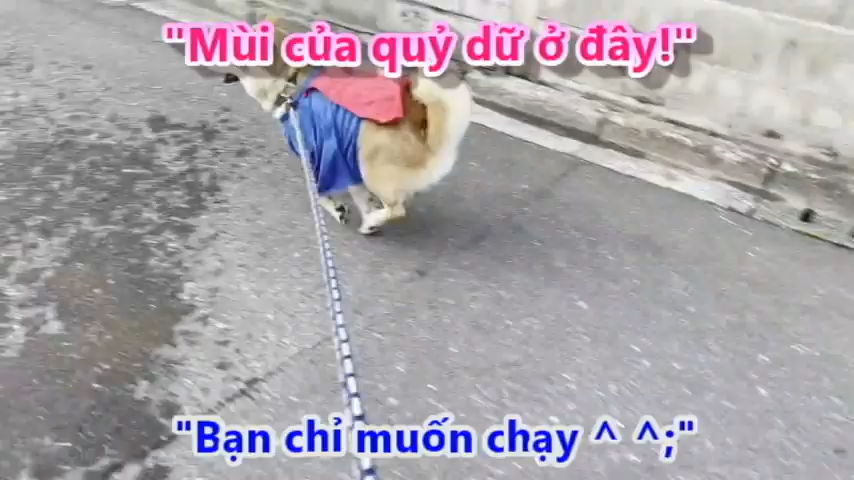 "Mùi của quỷ dữ ở đây!"
"Bạn chỉ muốn chạy ^ ^;"